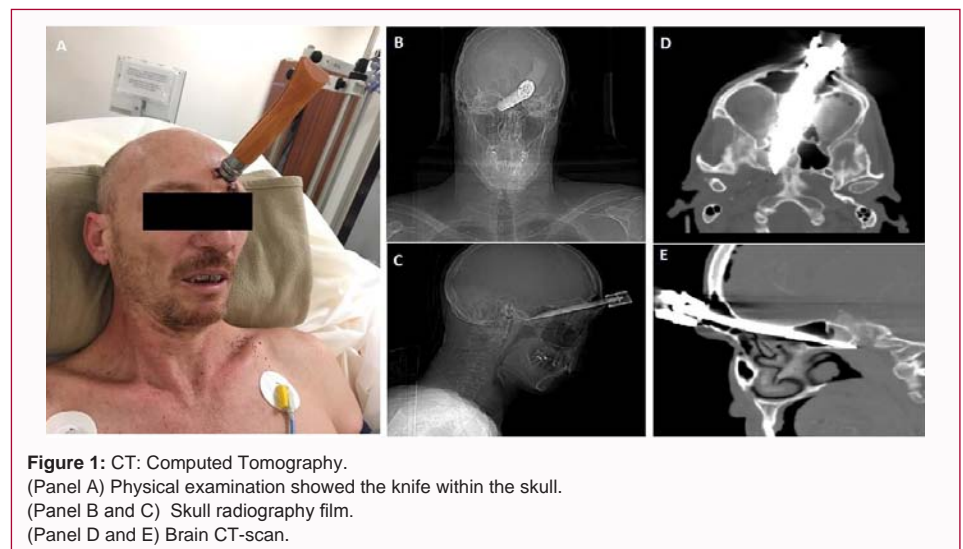 A
B
D
C
E
Figure 1: CT: Computed Tomography.
(Panel A) Physical examination showed the knife within the skull.
(Panel B and C) Skull radiography film.
(Panel D and E) Brain CT-scan.